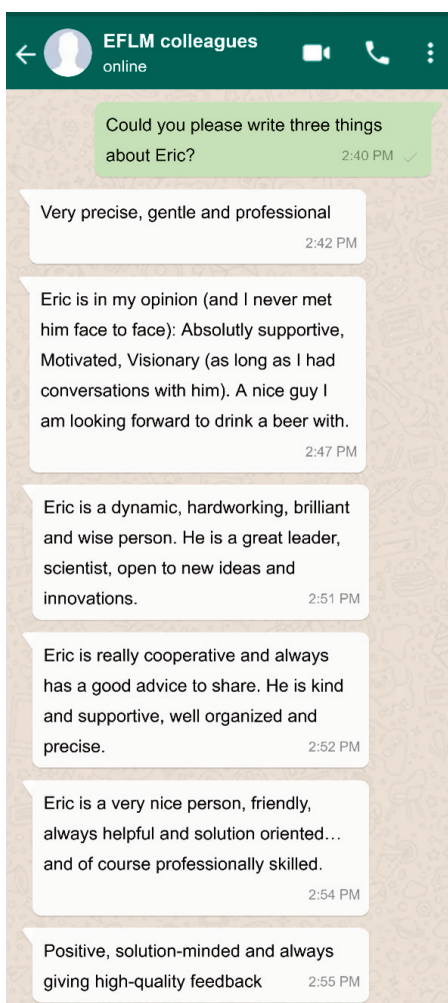 EFLM colleagues
online
Could you please write three things
about Eric?
2:40 PM
Very precise, gentle and professional
2:42 PM
Eric is in my opinion (and I never met
him face to face): Absolutly supportive,
Motivated, Visionary (as long as I had
conversations with him). A nice guy I
am looking forward to drink a beer with.
2:47 PM
Eric is a dynamic, hardworking, brilliant
and wise person. He is a great leader,
scientist, open to new ideas and
innovations. 2:51 PM
Eric is really cooperative and always
has a good advice to share. He is kind
and supportive, well organized and
precise. 2:52 PM
Eric is a very nice person, friendly,
always helpful and solution oriented...
and of course professionally skilled.
2:54 PM
Positive, solution-minded and always
giving high-quality feedback 2:55 PM